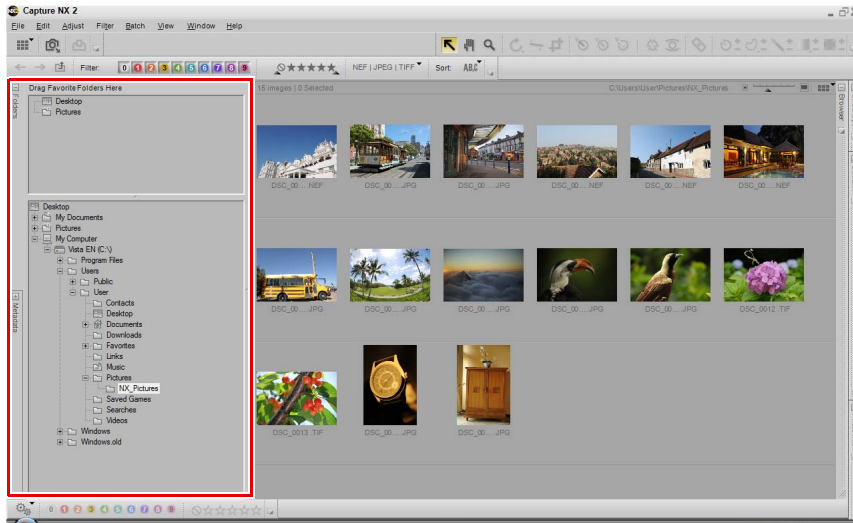 Capture NX 2
File Edit Adjust Filter Batch View Window Help
Filter: 0 1 2 3 4 5 6 7 8 9 NEF | JPEG | TIFF Sort: ABC
Folders
Drag Favorite Folders Here
Desktop
Pictures
15 images | 0 Selected C:\Users\User\Pictures\NX_Pictures
Browser
DSC_00....NEF DSC_00....JPG DSC_00....JPG DSC_00....NEF DSC_00....NEF DSC_00....NEF
Desktop
My Documents
Pictures
My Computer
Vista EN (C:\)
Program Files
Users
Public
User
Contacts
Desktop
Documents
Downloads
Favorites
Links
Music
Pictures
NX_Pictures
Saved Games
Searches
Videos
Windows
Windows.old
Metadata
DSC_00....JPG DSC_00....JPG DSC_00....JPG DSC_00....JPG DSC_00....JPG DSC_0012 .TIF
DSC_0013 .TIF DSC_00....JPG DSC_00....JPG
0 1 2 3 4 5 6 7 8 9